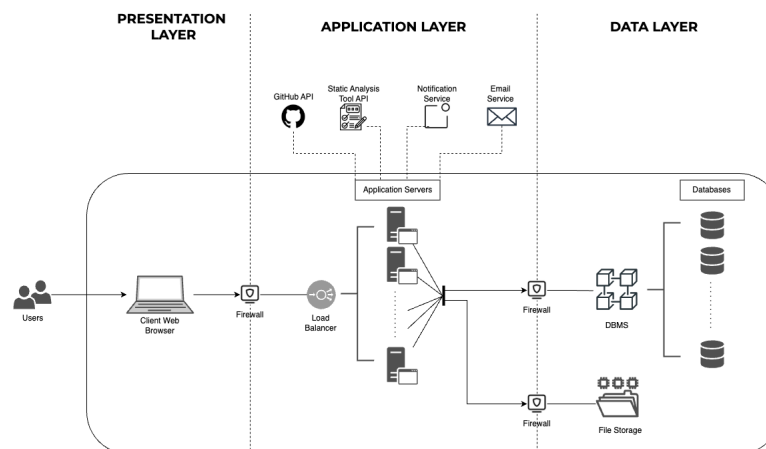 PRESENTATION
LAYER
APPLICATION LAYER
DATA LAYER
GitHub API
Static Analysis
Tool API
Notification
Service
Email
Service
Application Servers
Databases
Users
Client Web
Browser
Firewall
Load
Balancer
Firewall
DBMS
Firewall
File Storage